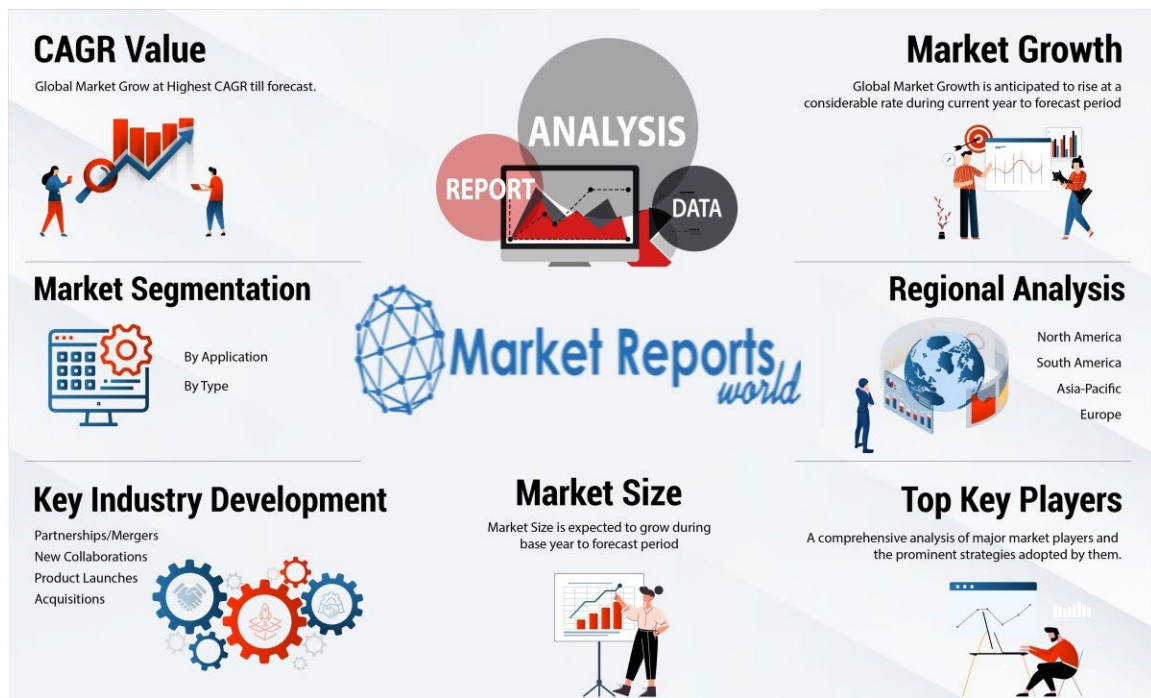 CAGR Value
Global Market Grow at Highest CAGR till forecast.
ANALYSIS
REPORT
DATA
Market Growth
Global Market Growth is anticipated to rise at a
considerable rate during current year to forecast period
Market Segmentation
By Application
By Type
Market Reports
world
Regional Analysis
North America
South America
Asia-Pacific
Europe
Key Industry Development
Partnerships/Mergers
New Collaborations
Product Launches
Acquisitions
Market Size
Market Size is expected to grow during
base year to forecast period
Top Key Players
A comprehensive analysis of major market players and
the prominent strategies adopted by them.